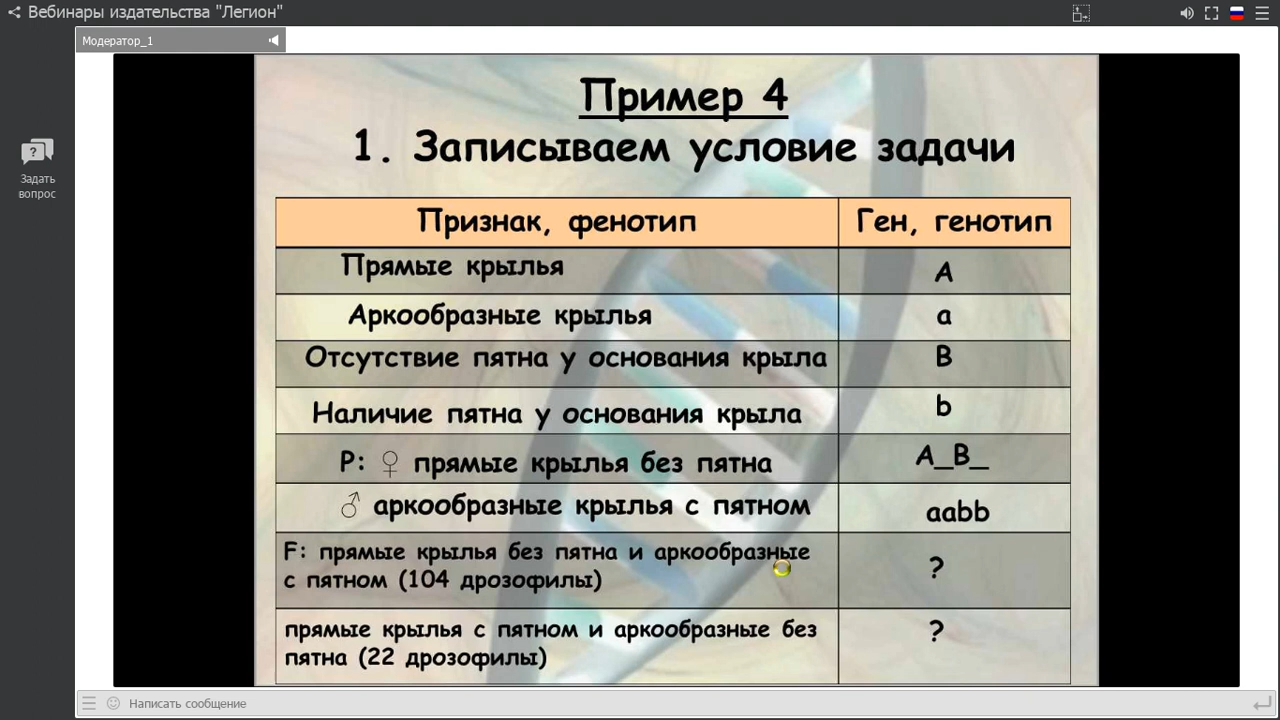 Вебинары издательства "Легион"
Модератор_1
Задать
вопрос
Пример 4
1. Записываем условие задачи
Признак, фенотип
Ген, генотип
Прямые крылья
A
Аркообразные крылья
a
Отсутствие пятна у основания крыла
B
Наличие пятна у основания крыла
b
P: ♀ прямые крылья без пятна
A_B_
♂ аркообразные крылья с пятном
aabb
F: прямые крылья без пятна и аркообразные
с пятном (104 дрозофилы)
?
прямые крылья с пятном и аркообразные без
пятна (22 дрозофилы)
?
Написать сообщение